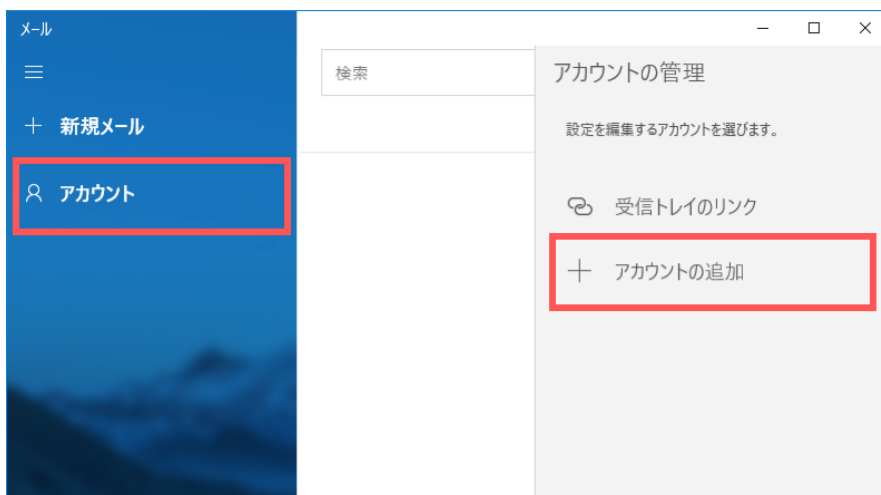 メール
新規メール
アカウント
検索
アカウントの管理
設定を編集するアカウントを選びます。
受信トレイのリンク
アカウントの追加